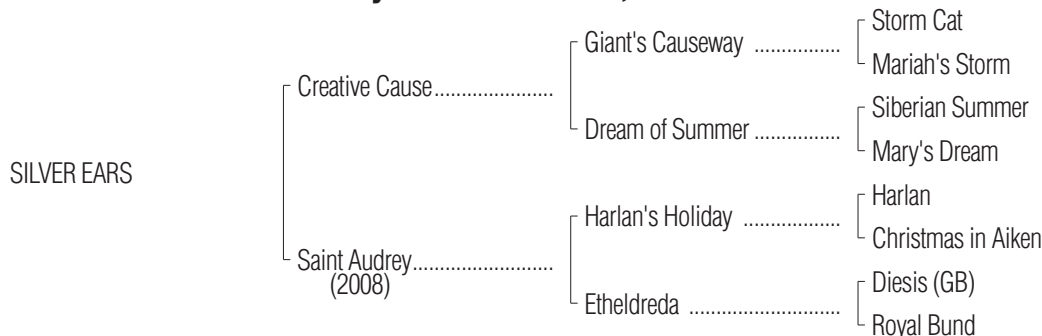 Storm Cat
Giant's Causeway ................
Mariah's Storm
Creative Cause......................
Siberian Summer
Dream of Summer ................
Mary's Dream
SILVER EARS
Harlan
Harlan's Holiday ..................
Christmas in Aiken
Saint Audrey..........................
(2008)
Diesis (GB)
Etheldreda ............................
Royal Bund